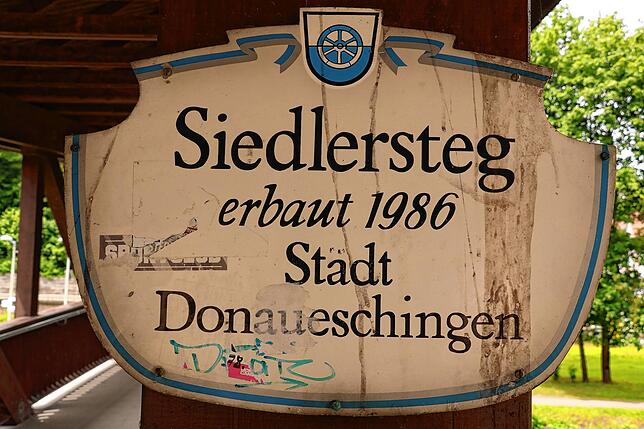 Siedlersteg
erbaut 1986
Stadt
Donaueschingen